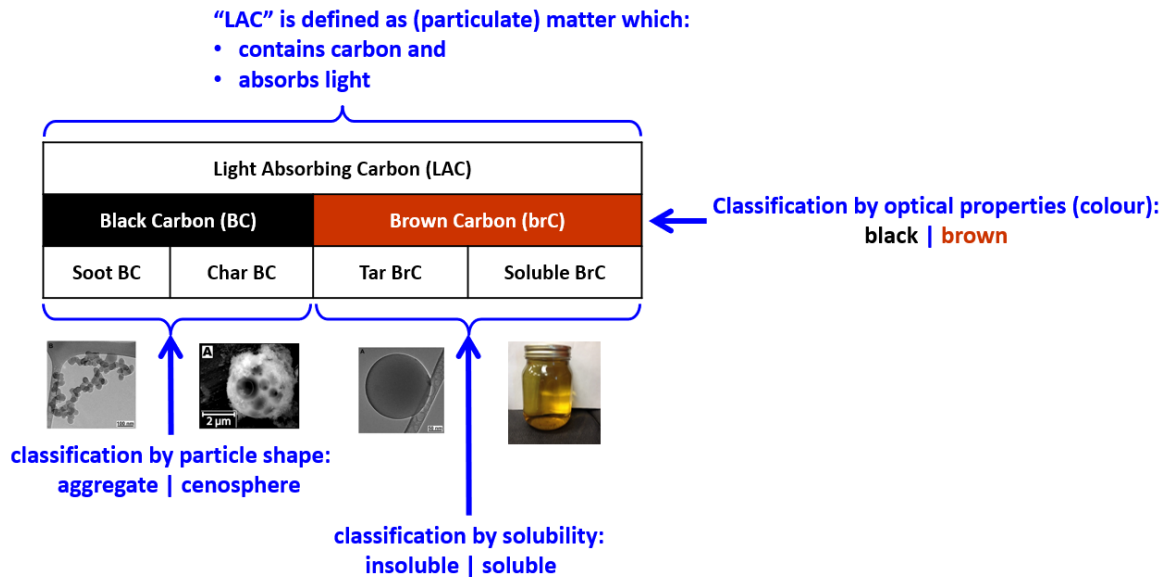 “LAC” is defined as (particulate) matter which:
• contains carbon and
• absorbs light
Light Absorbing Carbon (LAC)
Black Carbon (BC)
Brown Carbon (brC)
Classification by optical properties (colour):
black | brown
Soot BC
Char BC
Tar BrC
Soluble BrC
A
2 µm
classification by particle shape:
aggregate | cenosphere
classification by solubility:
insoluble | soluble